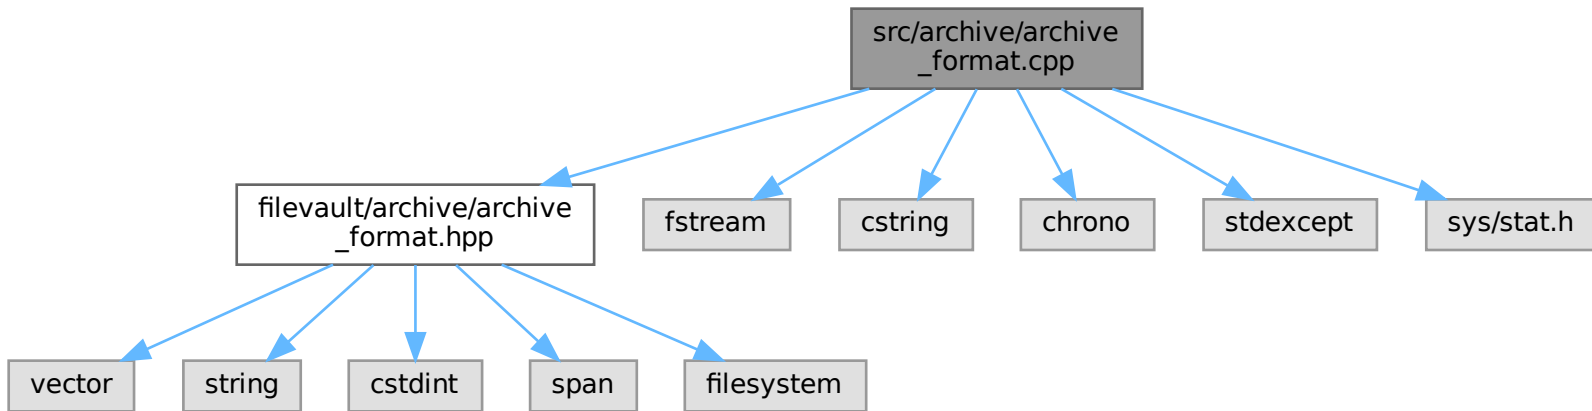 src/archive/archive
_format.cpp
filevault/archive/archive
_format.hpp
fstream
cstring
chrono
stdexcept
sys/stat.h
vector
string
cstdint
span
filesystem